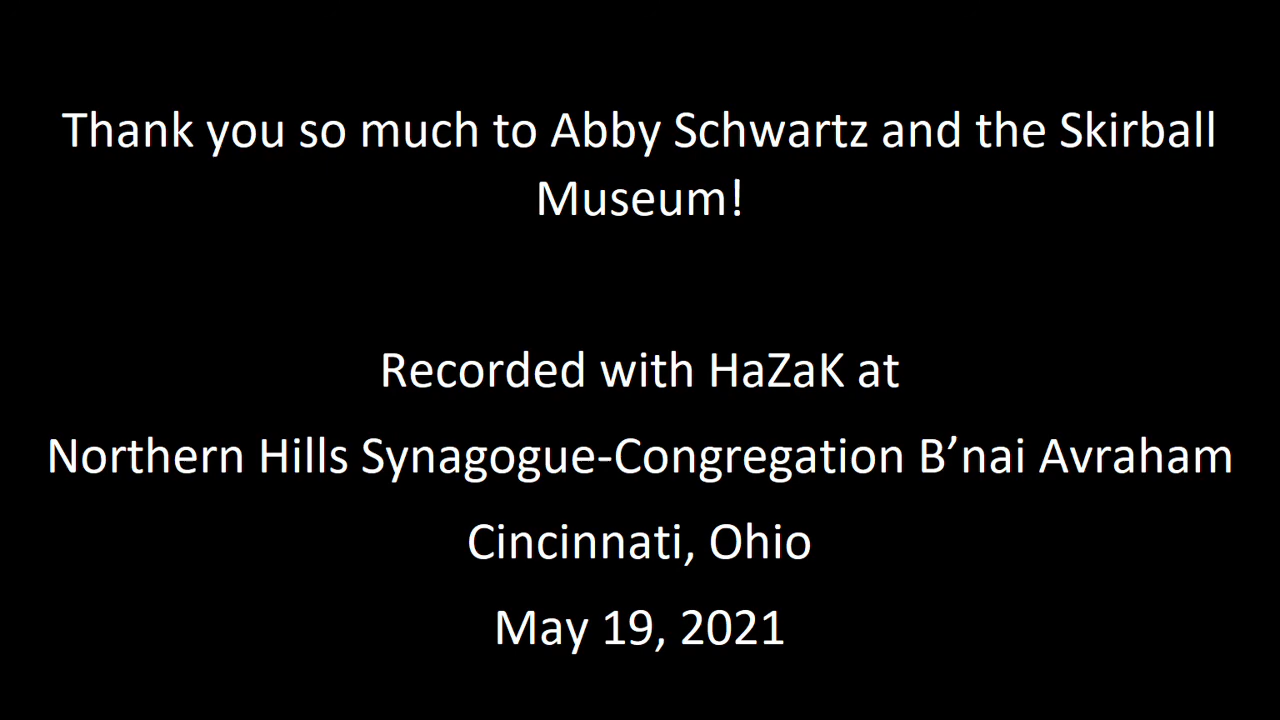 Thank you so much to Abby Schwartz and the Skirball
Museum!
Recorded with HaZaK at
Northern Hills Synagogue-Congregation B’nai Avraham
Cincinnati, Ohio
May 19, 2021